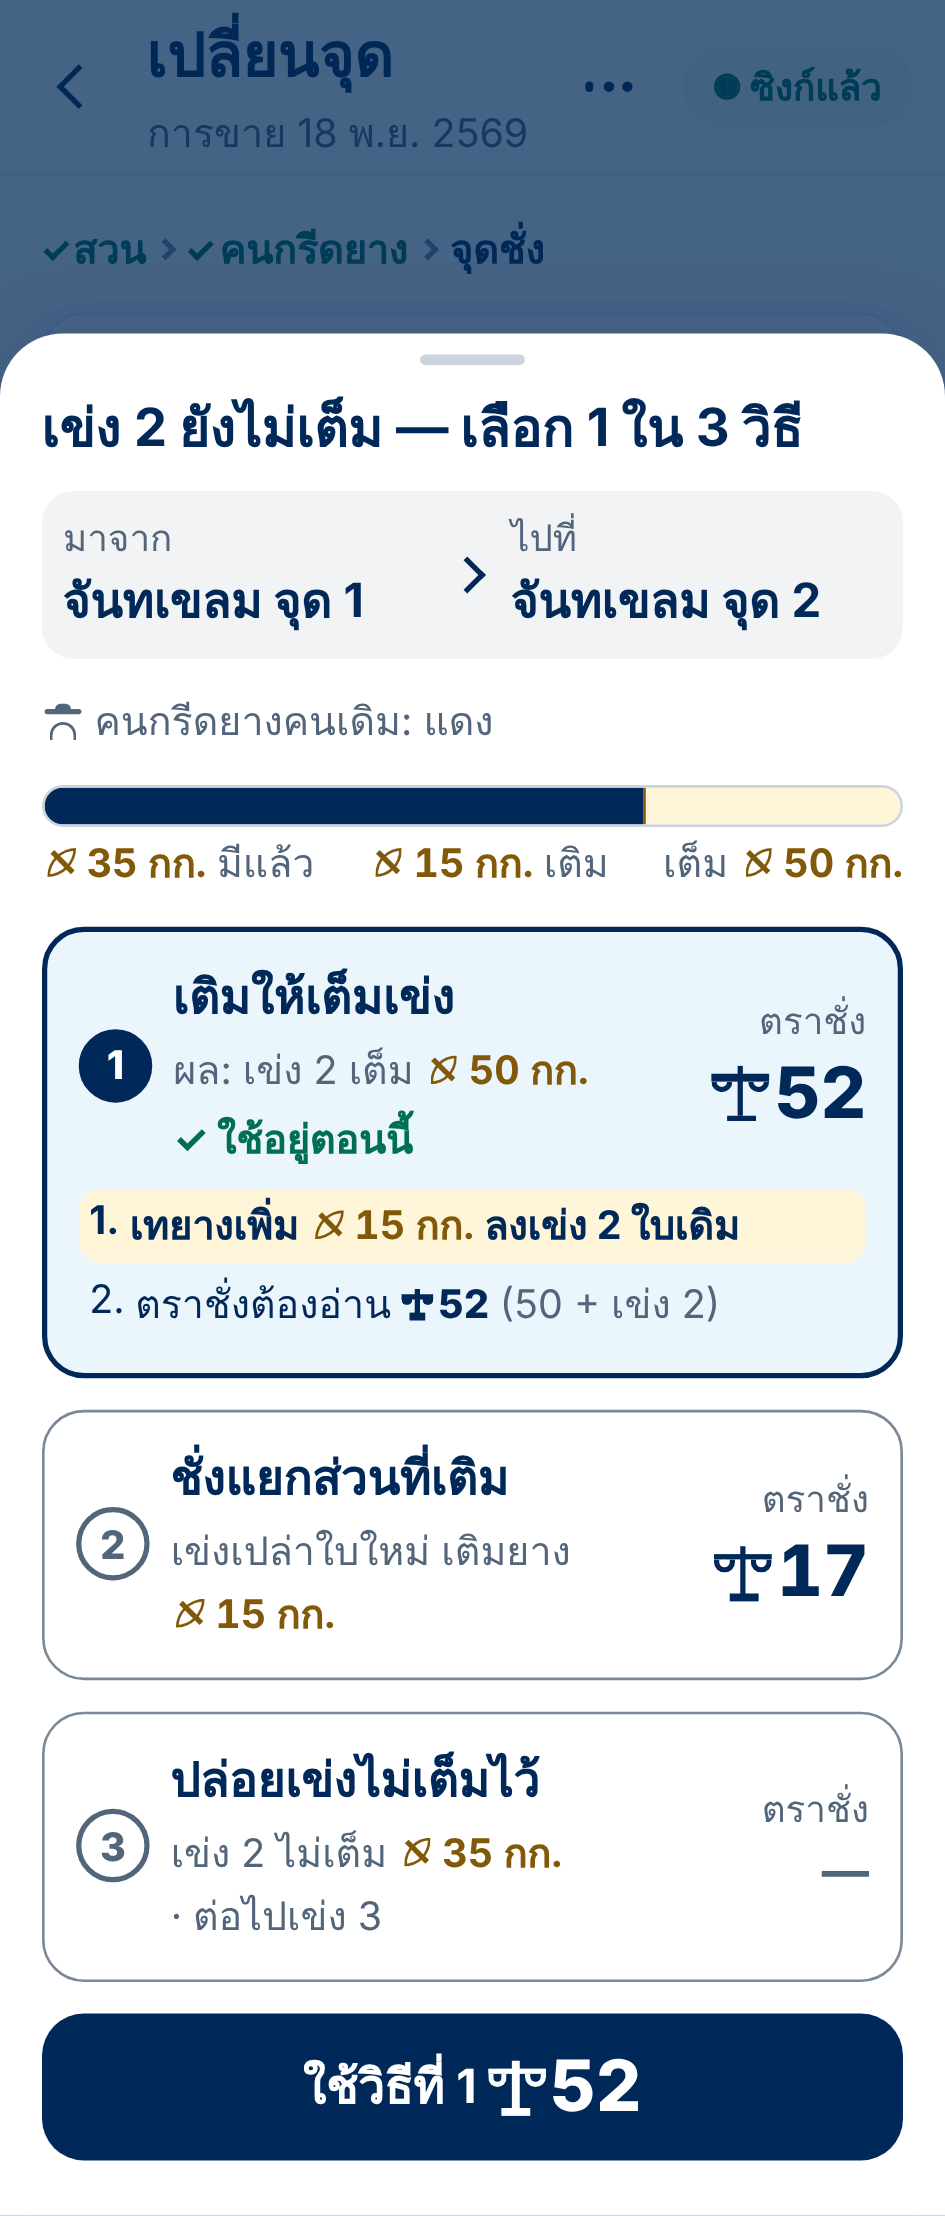 เปลี่ยนจุด
การขาย 18 พ.ย. 2569
ซิงก์แล้ว
สวน
คนกรีดยาง
จุดชั่ง
เข่ง 2 ยังไม่เต็ม — เลือก 1 ใน 3 วิธี
มาจาก
จันทเขลม จุด 1
ไปที่
จันทเขลม จุด 2
คนกรีดยางคนเดิม: แดง
35 กก. มีแล้ว
15 กก. เติม
เต็ม 50 กก.
1
เติมให้เต็มเข่ง
ผล: เข่ง 2 เต็ม 50 กก.
ใช้อยู่ตอนนี้
ตราชั่ง
52
1. เทยางเพิ่ม 15 กก. ลงเข่ง 2 ใบเดิม
2. ตราชั่งต้องอ่าน 52 (50 + เข่ง 2)
2
ชั่งแยกส่วนที่เติม
เข่งเปล่าใบใหม่ เติมยาง
15 กก.
ตราชั่ง
17
3
ปล่อยเข่งไม่เต็มไว้
เข่ง 2 ไม่เต็ม 35 กก.
· ต่อไปเข่ง 3
ตราชั่ง
—
ใช้วิธีที่ 1 52